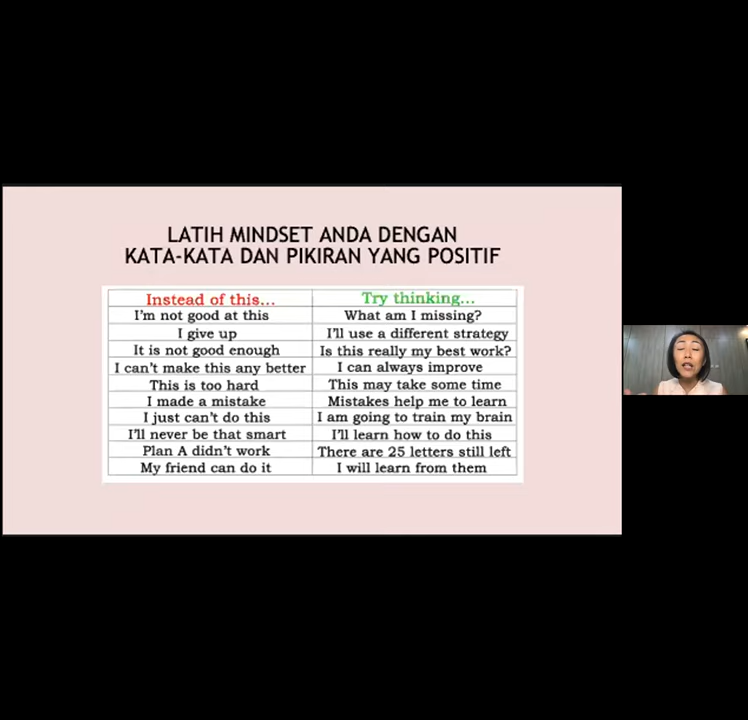 LATIH MINDSET ANDA DENGAN
KATA-KATA DAN PIKIRAN YANG POSITIF
Instead of this... Try thinking...
I'm not good at this What am I missing?
I give up I'll use a different strategy
It is not good enough Is this really my best work?
I can't make this any better I can always improve
This is too hard This may take some time
I made a mistake Mistakes help me to learn
I just can't do this I am going to train my brain
I'll never be that smart I'll learn how to do this
Plan A didn't work There are 25 letters still left
My friend can do it I will learn from them